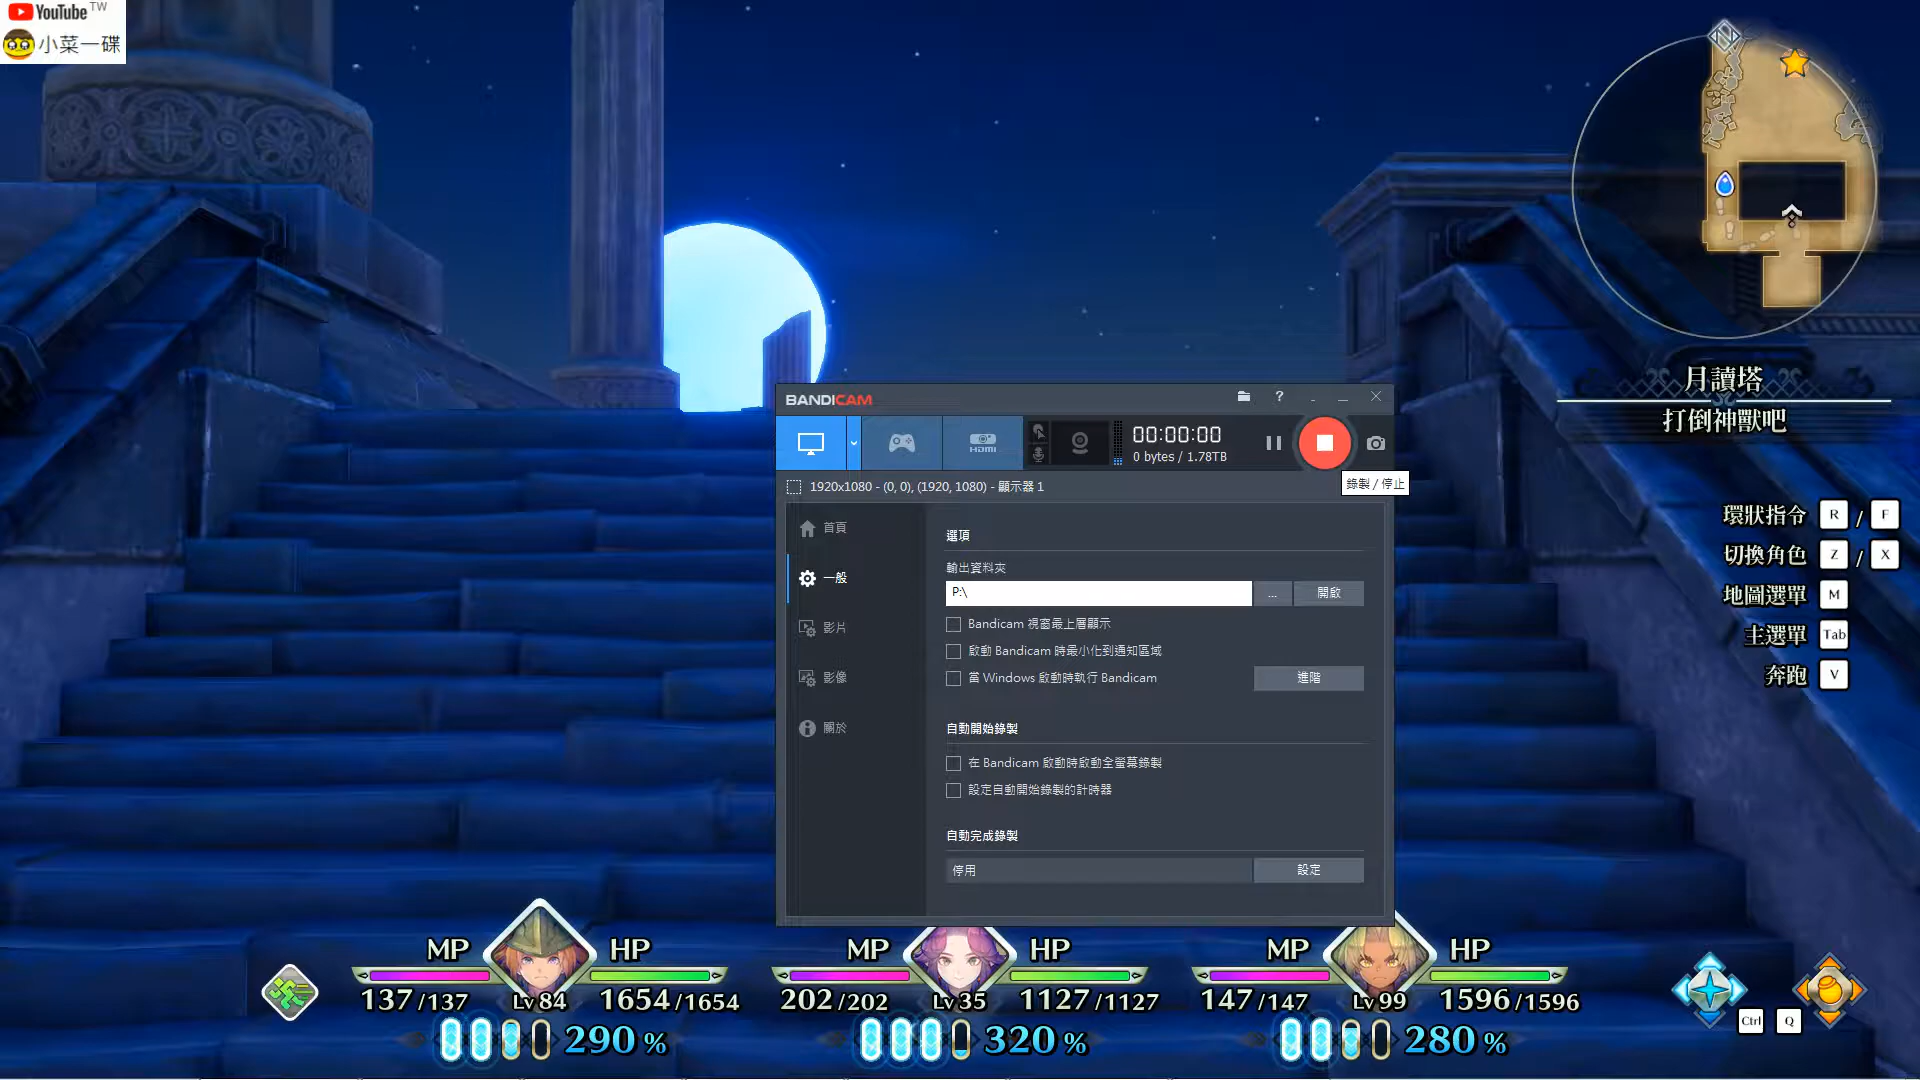 YouTube TW
小菜一碟
N
月讀塔
打倒神獸吧
BANDICAM
?
HDMI
00:00:00
0 bytes / 1.78TB
錄製 / 停止
1920x1080 - (0, 0), (1920, 1080) - 顯示器 1
首頁
一般
影片
影像
關於
選項
輸出資料夾
P:\
...
開啟
Bandicam 視窗最上層顯示
啟動 Bandicam 時最小化到通知區域
當 Windows 啟動時執行 Bandicam
進階
自動開始錄製
在 Bandicam 啟動時啟動全螢幕錄製
設定自動開始錄製的計時器
自動完成錄製
停用
設定
環狀指令 R / F
切換角色 Z / X
地圖選單 M
主選單 Tab
奔跑 V
MP HP
137/137 Lv84 1654/1654
290 %
MP HP
202/202 Lv35 1127/1127
320 %
MP HP
147/147 Lv99 1596/1596
280 %
Ctrl Q